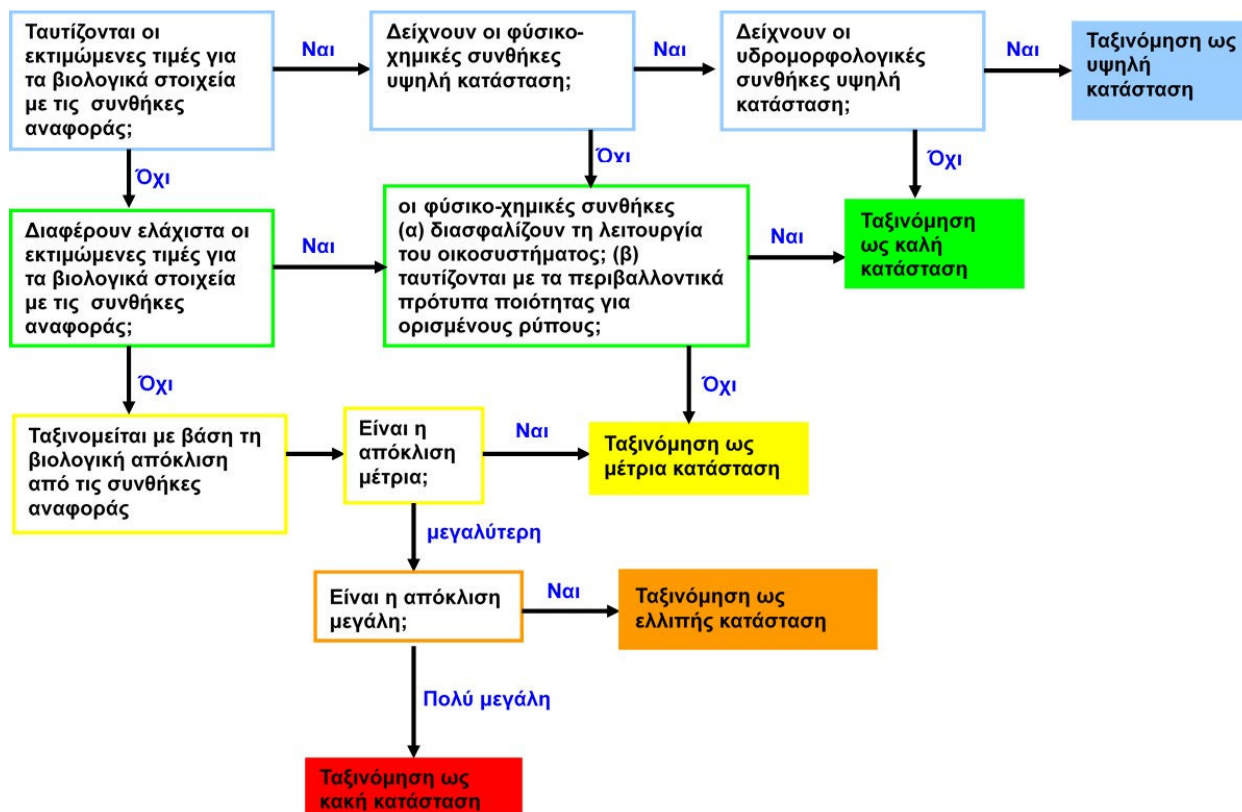 Ταυτίζονται οι
εκτιμώμενες τιμές για
τα βιολογικά στοιχεία
με τις συνθήκες
αναφοράς;
Ναι
Δείχνουν οι φύσικο-
χημικές συνθήκες
υψηλή κατάσταση;
Ναι
Δείχνουν οι
υδρομορφολογικές
συνθήκες υψηλή
κατάσταση;
Ναι
Ταξινόμηση ως
υψηλή
κατάσταση
Όχι
Όχι
Όχι
Διαφέρουν ελάχιστα οι
εκτιμώμενες τιμές για
τα βιολογικά στοιχεία
με τις συνθήκες
αναφοράς;
Ναι
οι φύσικο-χημικές συνθήκες
(α) διασφαλίζουν τη λειτουργία
του οικοσυστήματος; (β)
ταυτίζονται με τα περιβαλλοντικά
πρότυπα ποιότητας για
ορισμένους ρύπους;
Ναι
Ταξινόμηση
ως καλή
κατάσταση
Όχι
Όχι
Ταξινομείται με βάση τη
βιολογική απόκλιση
από τις συνθήκες
αναφοράς
Είναι η
απόκλιση
μέτρια;
Ναι
Ταξινόμηση ως
μέτρια κατάσταση
μεγαλύτερη
Είναι η απόκλιση
μεγάλη;
Ναι
Ταξινόμηση ως
ελλιπής κατάσταση
Πολύ μεγάλη
Ταξινόμηση ως
κακή κατάσταση